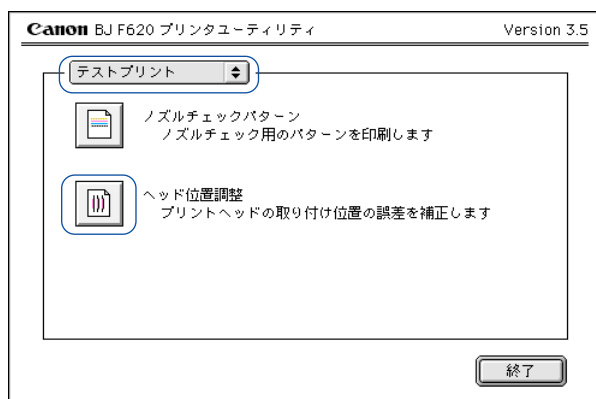 Canon BJ F620 プリンタユーティリティ Version 3.5
テストプリント
ノズルチェックパターン
ノズルチェック用のパターンを印刷します
ヘッド位置調整
プリントヘッドの取り付け位置の誤差を補正します
終了